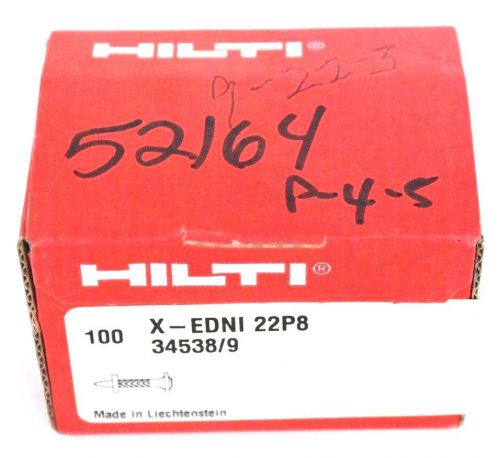 HILTI®
9-22-3
52164
P-4-5
HILTI®
100 X-EDNI 22P8
34538/9
Made in Liechtenstein